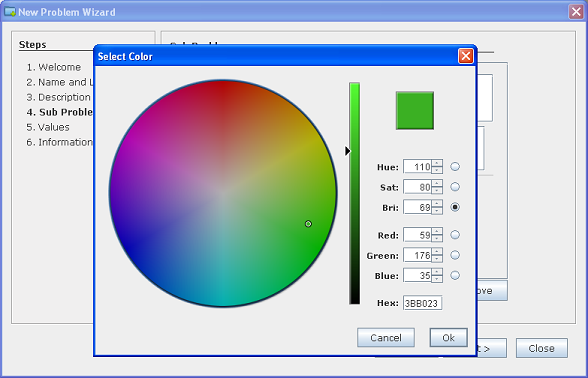 New Problem Wizard
Steps
1. Welcome
2. Name and L
3. Description
4. Sub Proble
5. Values
6. Information
Select Color
Hue: 110
Sat: 80
Bri: 69
Red: 59
Green: 176
Blue: 35
Hex: 3BB023
Cancel
Ok
ove
>
Close